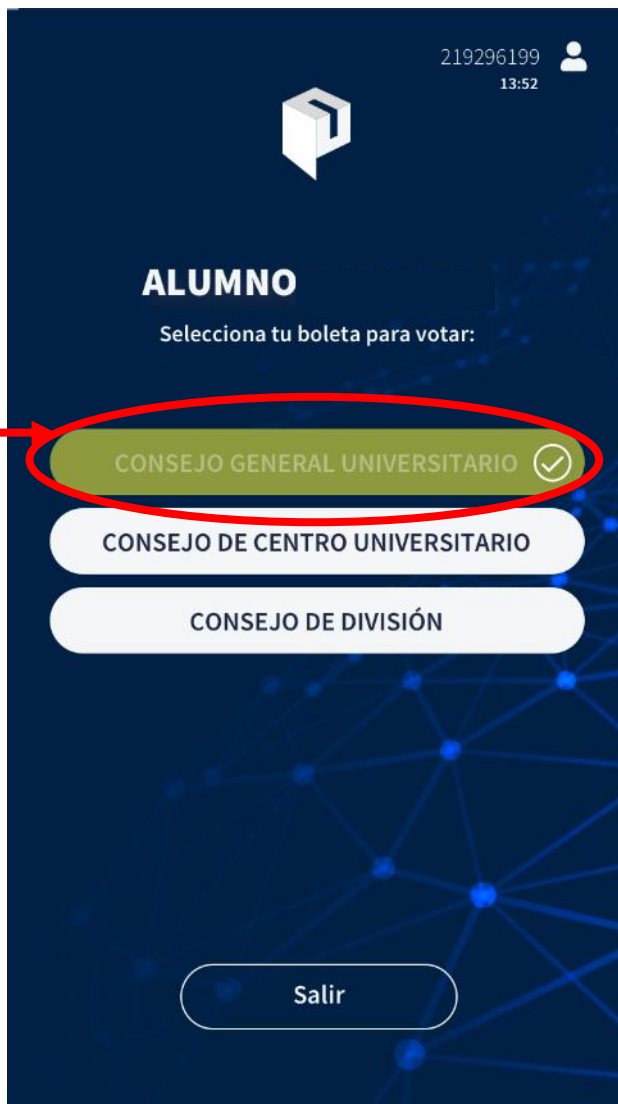 219296199
13:52
ALUMNO
Selecciona tu boleta para votar:
CONSEJO GENERAL UNIVERSITARIO
CONSEJO DE CENTRO UNIVERSITARIO
CONSEJO DE DIVISIÓN
Salir